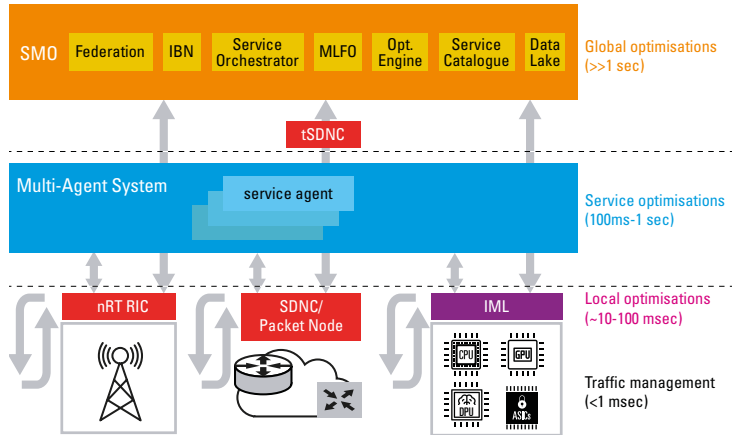 SMO
Federation
IBN
Service
Orchestrator
MLFO
Opt.
Engine
Service
Catalogue
Data
Lake
Global optimisations
(>>1 sec)
tSDNC
Multi-Agent System
service agent
Service optimisations
(100ms-1 sec)
nRT RIC
SDNC/
Packet Node
IML
Local optimisations
(~10-100 msec)
CPU
GPU
DPU
ASICs
Traffic management
(<1 msec)